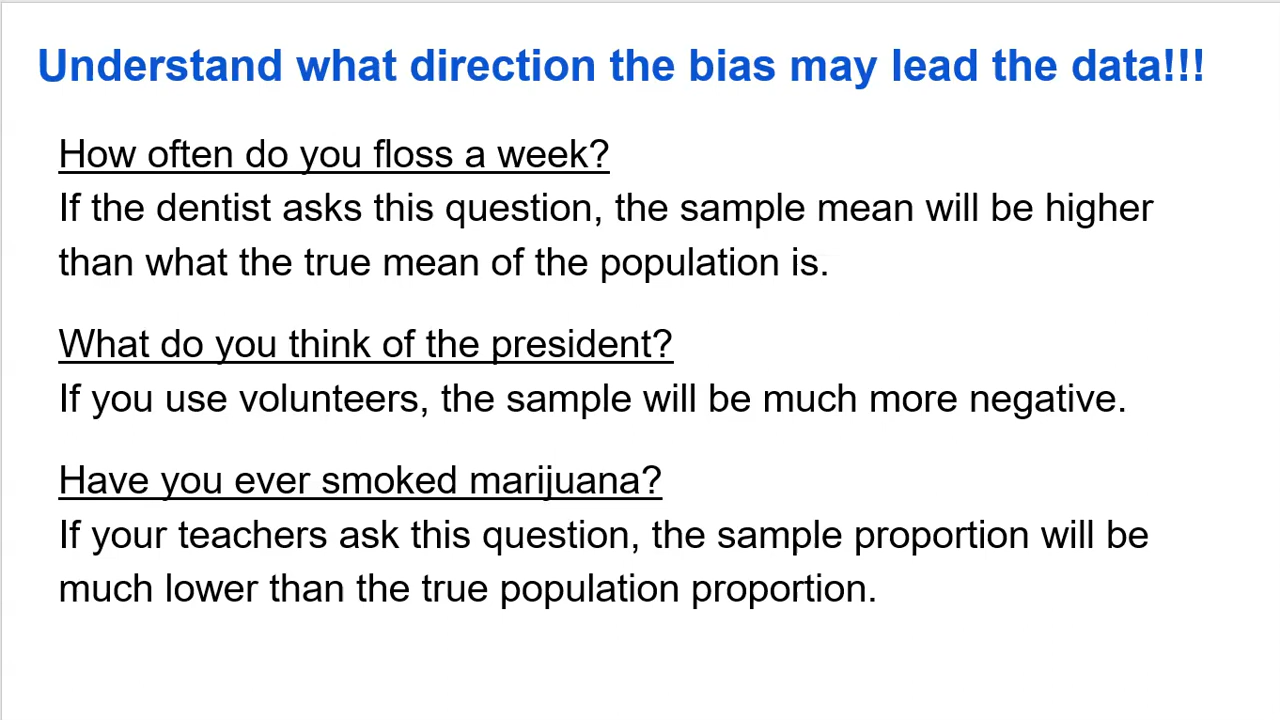 Understand what direction the bias may lead the data!!!
How often do you floss a week?
If the dentist asks this question, the sample mean will be higher
than what the true mean of the population is.
What do you think of the president?
If you use volunteers, the sample will be much more negative.
Have you ever smoked marijuana?
If your teachers ask this question, the sample proportion will be
much lower than the true population proportion.